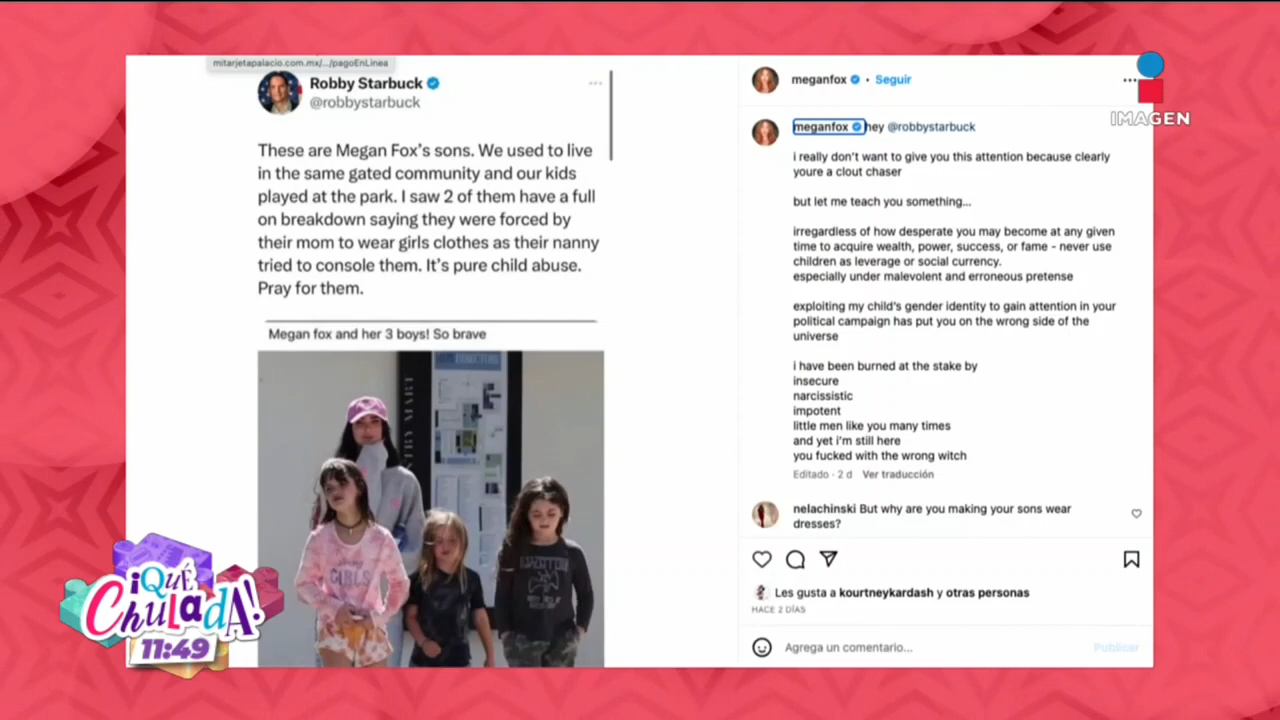 mitarjetapalacio.com.mx/.../pagoEnLinea
Robby Starbuck
@robbystarbuck
These are Megan Fox's sons. We used to live
in the same gated community and our kids
played at the park. I saw 2 of them have a full
on breakdown saying they were forced by
their mom to wear girls clothes as their nanny
tried to console them. It's pure child abuse.
Pray for them.
Megan fox and her 3 boys! So brave
DIRECTORY
NTRY MART
GIRLS
ZEPPELIN
¡QUÉ
ChULadA!
11:49
meganfox • Seguir
IMAGEN
meganfox hey @robbystarbuck
i really don't want to give you this attention because clearly
youre a clout chaser
but let me teach you something...
irregardless of how desperate you may become at any given
time to acquire wealth, power, success, or fame - never use
children as leverage or social currency.
especially under malevolent and erroneous pretense
exploiting my child's gender identity to gain attention in your
political campaign has put you on the wrong side of the
universe
i have been burned at the stake by
insecure
narcissistic
impotent
little men like you many times
and yet i'm still here
you fucked with the wrong witch
Editado · 2 d Ver traducción
nelachinski But why are you making your sons wear
dresses?
Les gusta a kourtneykardash y otras personas
HACE 2 DÍAS
Agrega un comentario...
Publicar